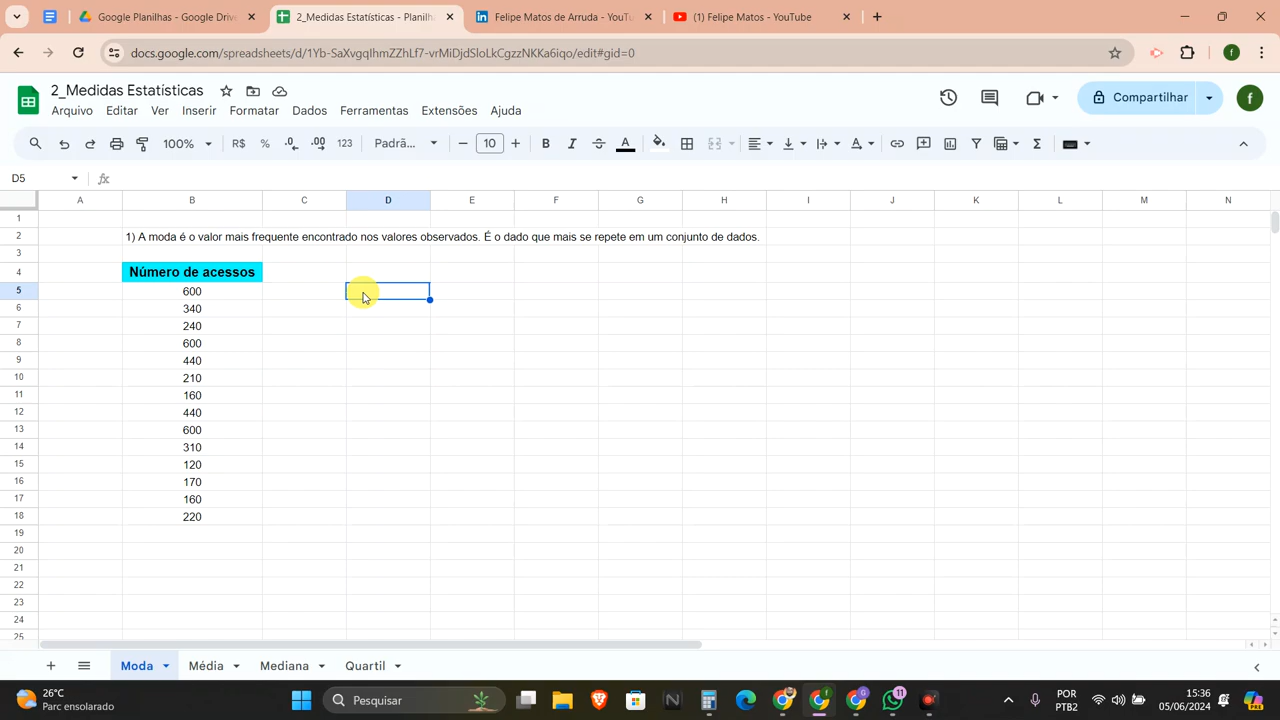 Google Planilhas - Google Drive
2_Medidas Estatísticas - Planilha
Felipe Matos de Arruda - YouTu
(1) Felipe Matos - YouTube
docs.google.com/spreadsheets/d/1Yb-SaXvgqIhmZZhLf7-vrMiDjdSloLkCgzzNKKa6iqo/edit#gid=0
f
2_Medidas Estatísticas
Arquivo Editar Ver Inserir Formatar Dados Ferramentas Extensões Ajuda
Compartilhar
f
100% R$ % .0 .00 123 Padrã... 10 B I S A
D5 fx
A B C D E F G H I J K L M N
1
2 1) A moda é o valor mais frequente encontrado nos valores observados. É o dado que mais se repete em um conjunto de dados.
3
4 Número de acessos
5 600
6 340
7 240
8 600
9 440
10 210
11 160
12 440
13 600
14 310
15 120
16 170
17 160
18 220
19
20
21
22
23
24
25
Moda Média Mediana Quartil
26°C
Parc ensolarado
Pesquisar
11
POR
PTB2
15:36
05/06/2024